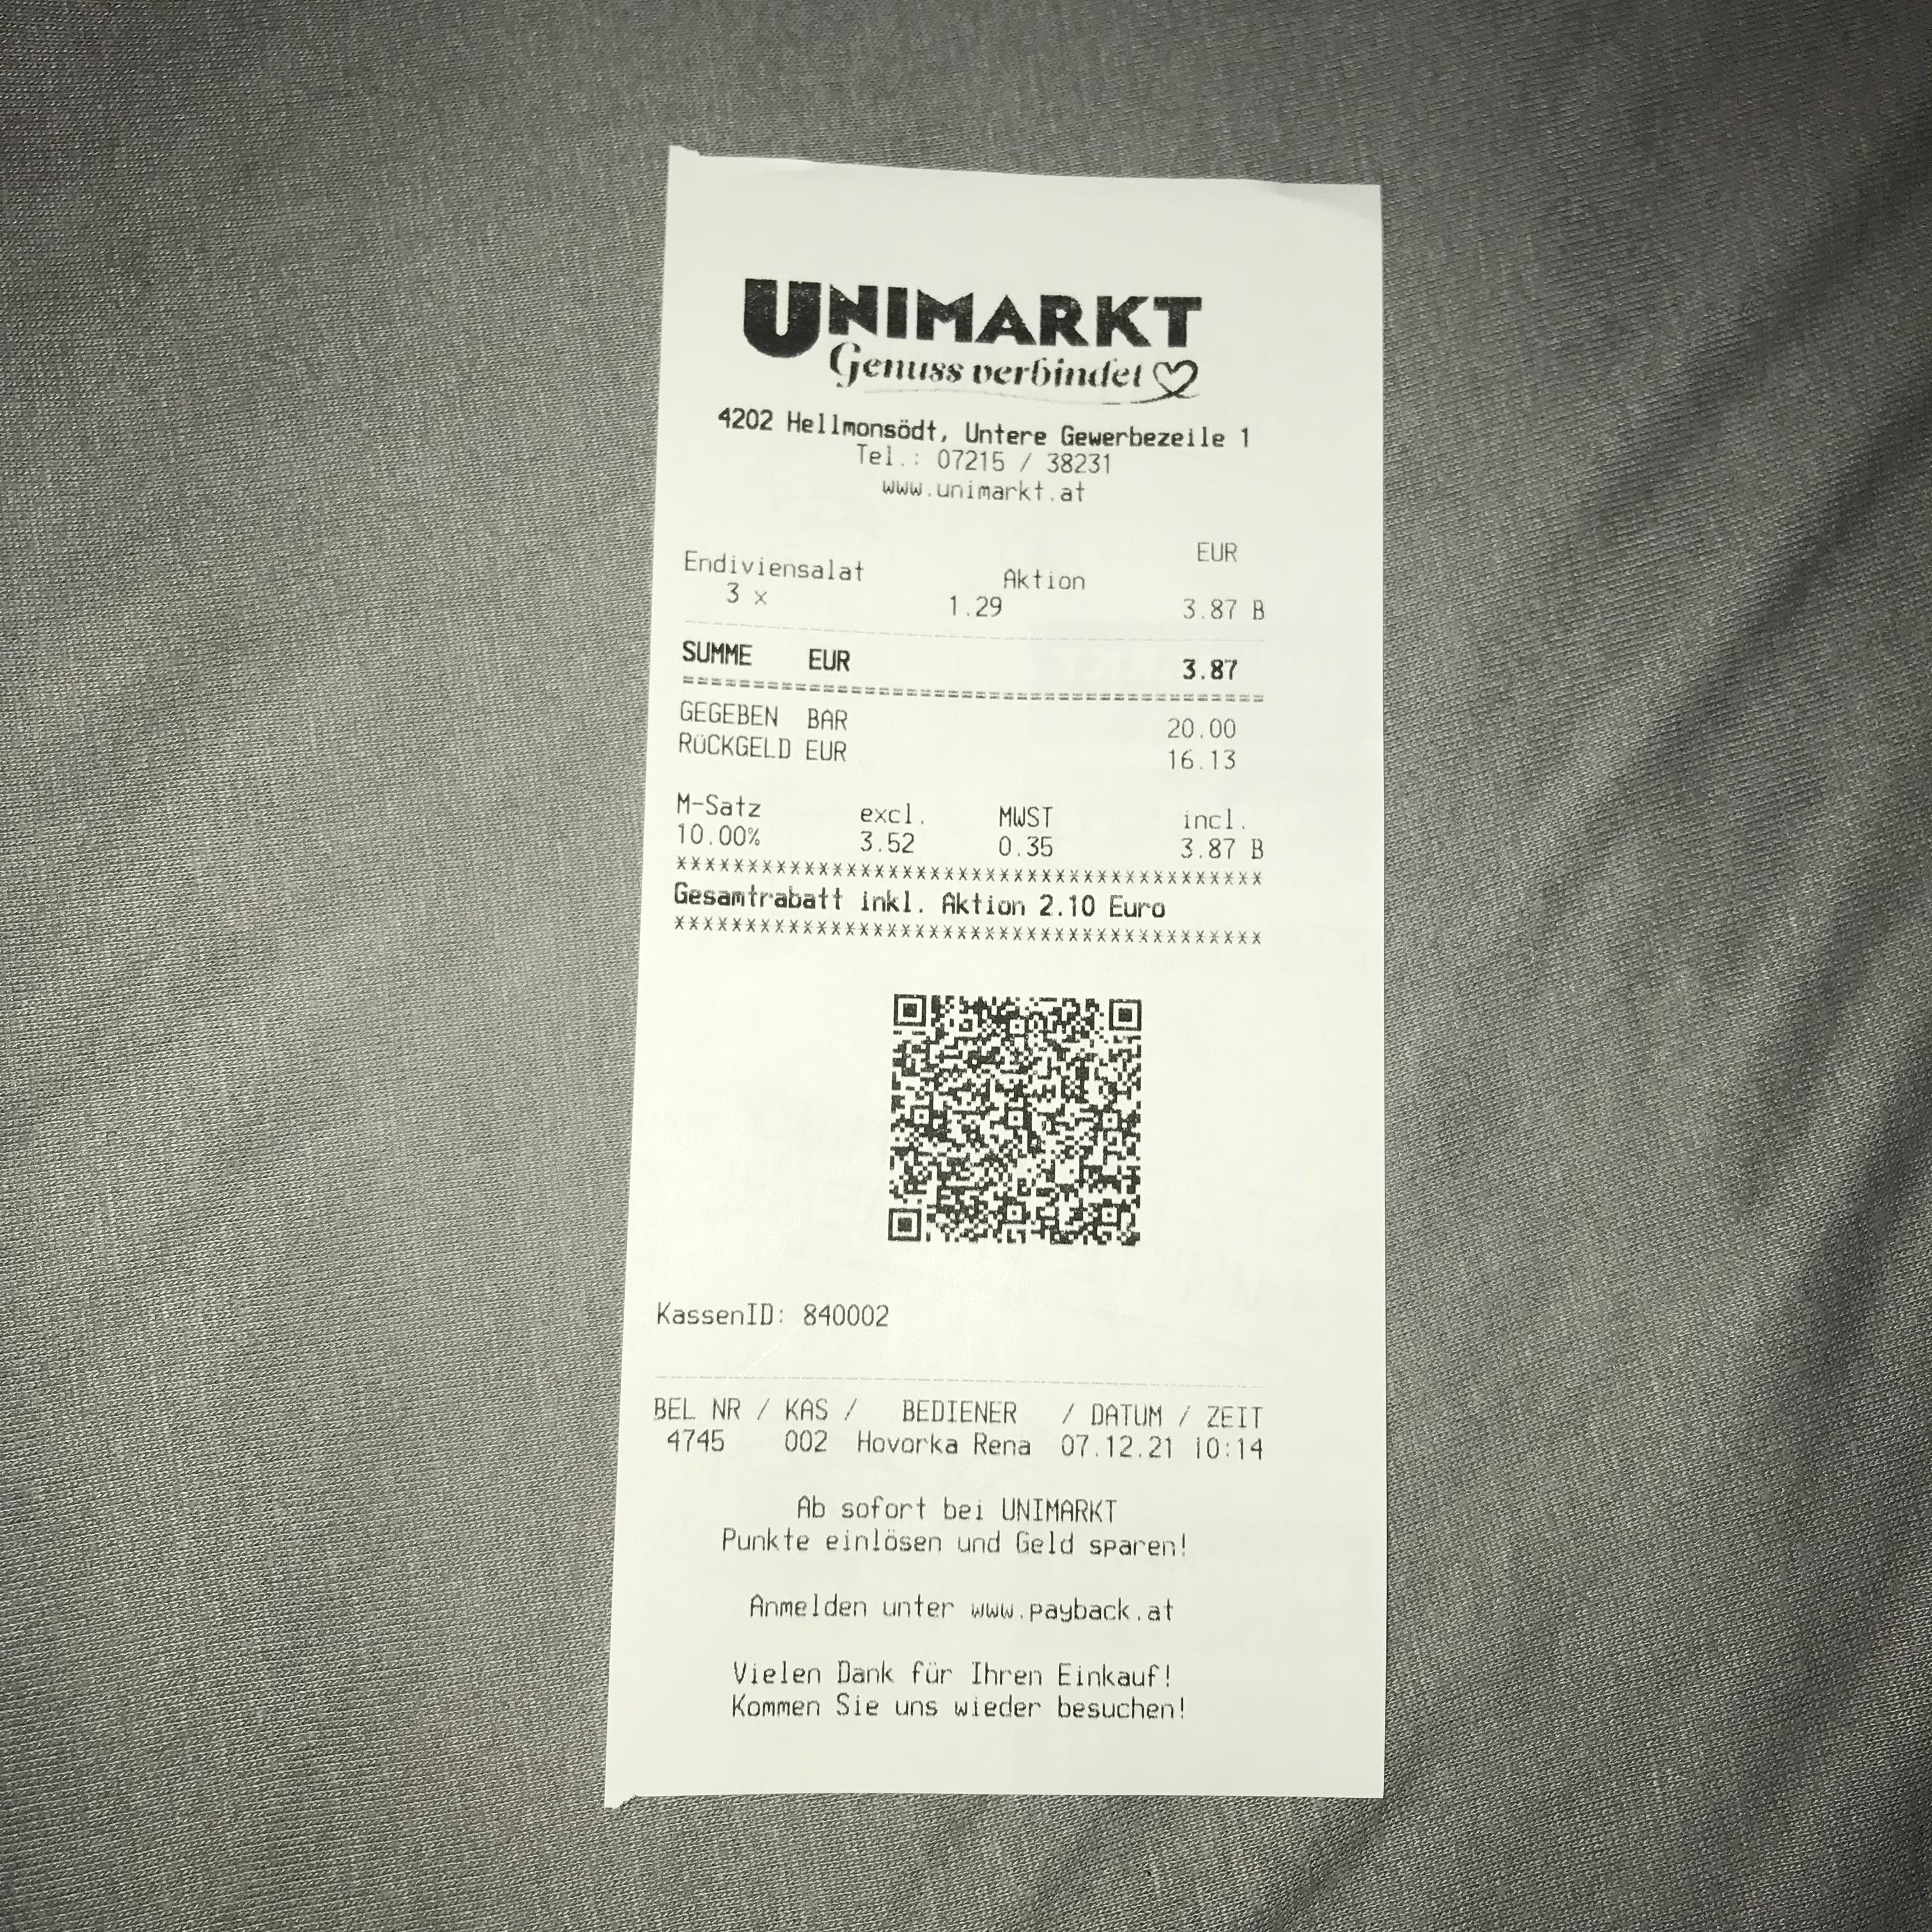 UNIMARKT
Genuss verbindet
4202 Hellmonsödt, Untere Gewerbezeile 1
Tel.: 07215 / 38231
www.unimarkt.at
EUR
Endiviensalat Aktion
3 x 1.29 3.87 B
SUMME EUR 3.87
GEGEBEN BAR 20.00
RÜCKGELD EUR 16.13
M-Satz excl. MWST incl.
10.00% 3.52 0.35 3.87 B
*****************************************
Gesamtrabatt inkl. Aktion 2.10 Euro
*****************************************
KassenID: 840002
BEL NR / KAS / BEDIENER / DATUM / ZEIT
4745 002 Hovorka Rena 07.12.21 10:14
Ab sofort bei UNIMARKT
Punkte einlösen und Geld sparen!
Anmelden unter www.payback.at
Vielen Dank für Ihren Einkauf!
Kommen Sie uns wieder besuchen!